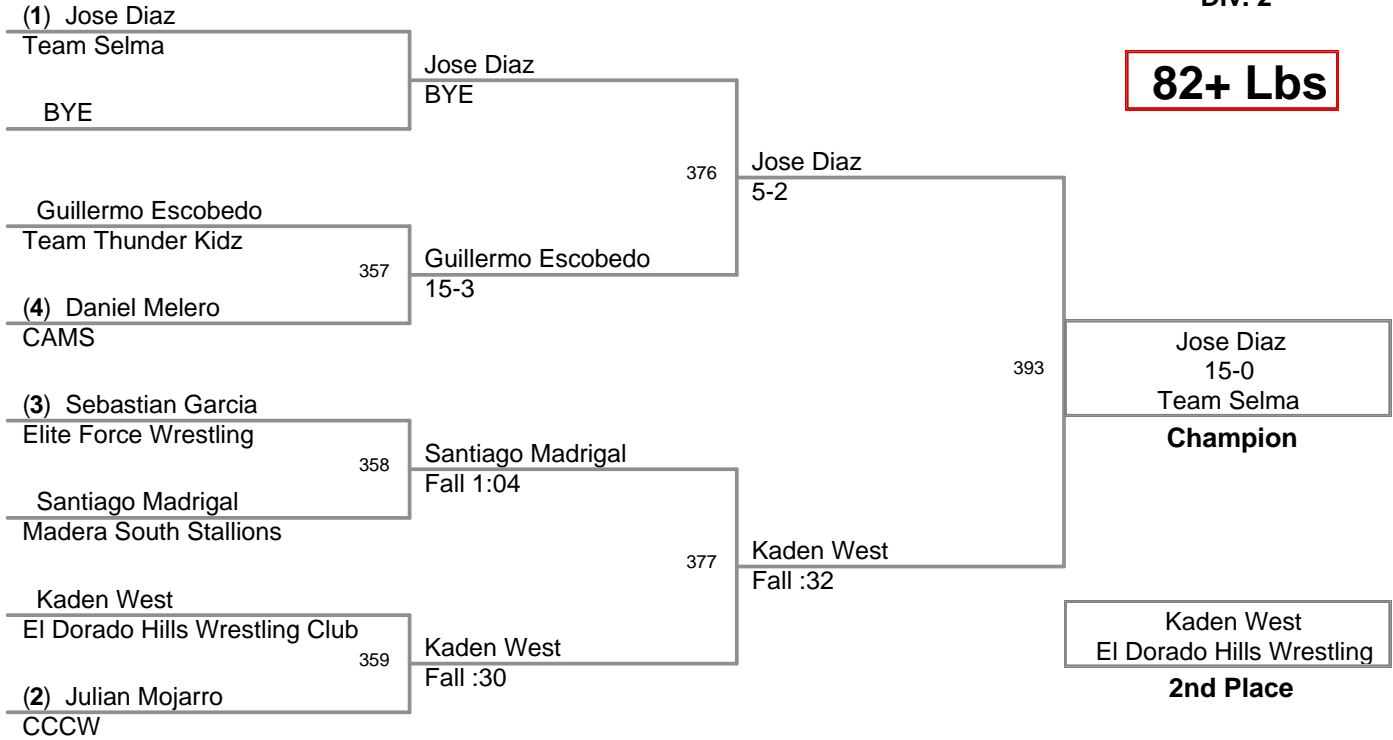 Div. 2
82+ Lbs
(1) Jose Diaz
Team Selma
BYE
Guillermo Escobedo
Team Thunder Kidz
357
(4) Daniel Melero
CAMS
(3) Sebastian Garcia
Elite Force Wrestling
358
Santiago Madrigal
Madera South Stallions
Kaden West
El Dorado Hills Wrestling Club
359
(2) Julian Mojarro
CCCW
Jose Diaz
BYE
376
Guillermo Escobedo
15-3
Santiago Madrigal
Fall 1:04
377
Kaden West
Fall :30
Jose Diaz
5-2
393
Kaden West
Fall :32
Jose Diaz
15-0
Team Selma
Champion
Kaden West
El Dorado Hills Wrestling
2nd Place